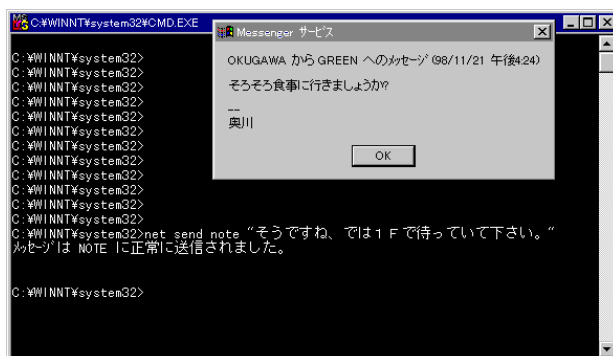 C:¥WINNT¥system32¥CMD.EXE
Messenger サービス
OKUGAWA から GREEN へのメッセージ (98/11/21 午後4:24)
そろそろ食事に行きましょうか?
--
奥川
OK
C:¥WINNT¥system32>
C:¥WINNT¥system32>
C:¥WINNT¥system32>
C:¥WINNT¥system32>
C:¥WINNT¥system32>
C:¥WINNT¥system32>
C:¥WINNT¥system32>
C:¥WINNT¥system32>
C:¥WINNT¥system32>
C:¥WINNT¥system32>
C:¥WINNT¥system32>
C:¥WINNT¥system32>
C:¥WINNT¥system32>net send note "そうですね、では１Ｆで待っていて下さい。"
メッセージは NOTE に正常に送信されました。
C:¥WINNT¥system32>